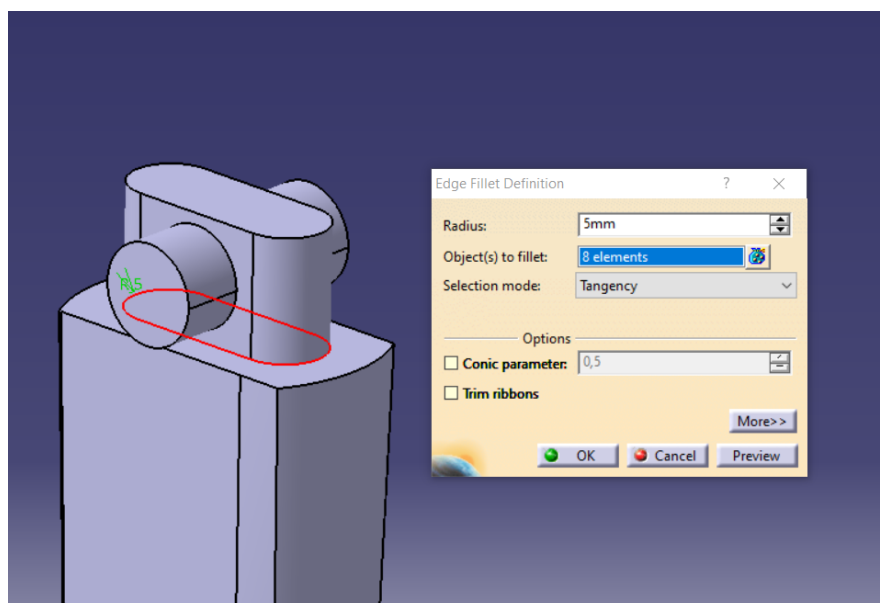 Edge Fillet Definition ? ×
Radius: 5mm
Object(s) to fillet: 8 elements
Selection mode: Tangency
Options
Conic parameter: 0,5
Trim ribbons
More>>
OK Cancel Preview